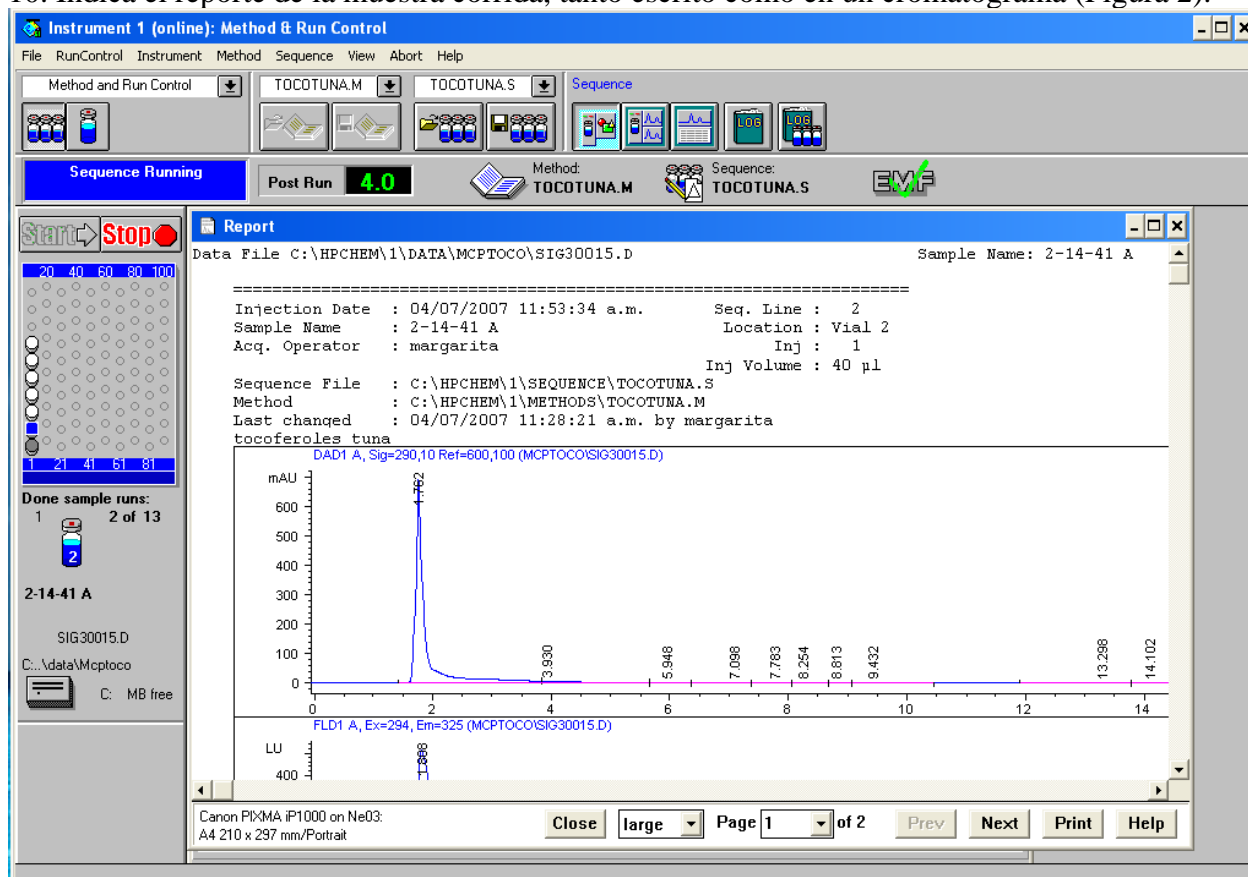 10. Indica el reporte de la muestra corrida, tanto escrito como en un cromatograma (Figura 2).
Instrument 1 (online): Method & Run Control
File RunControl Instrument Method Sequence View Abort Help
Method and Run Control TOCOTUNA.M TOCOTUNA.S Sequence
LOG LOG
Sequence Running
Post Run 4.0
Method:
TOCOTUNA.M
Sequence:
TOCOTUNA.S
EMF
Start Stop
20 40 60 80 100
1 21 41 61 81
Done sample runs:
1 2 of 13
2
2-14-41 A
SIG30015.D
C:..\data\Mcptoco
C: MB free
Report
Data File C:\HPCHEM\1\DATA\MCPTOCO\SIG30015.D Sample Name: 2-14-41 A
Injection Date : 04/07/2007 11:53:34 a.m. Seq. Line : 2
Sample Name : 2-14-41 A Location : Vial 2
Acq. Operator : margarita Inj : 1
Inj Volume : 40 µl
Sequence File : C:\HPCHEM\1\SEQUENCE\TOCOTUNA.S
Method : C:\HPCHEM\1\METHODS\TOCOTUNA.M
Last changed : 04/07/2007 11:28:21 a.m. by margarita
tocoferoles tuna
DAD1 A, Sig=290,10 Ref=600,100 (MCPTOCO\SIG30015.D)
mAU
600
500
400
300
200
100
0
3.930 5.948 7.098 7.783 8.254 8.813 9.432 13.298 14.102
0 2 4 6 8 10 12 14
FLD1 A, Ex=294, Em=325 (MCPTOCO\SIG30015.D)
LU
400
Canon PIXMA iP1000 on Ne03:
A4 210 x 297 mm/Portrait
Close large Page 1 of 2 Prev Next Print Help